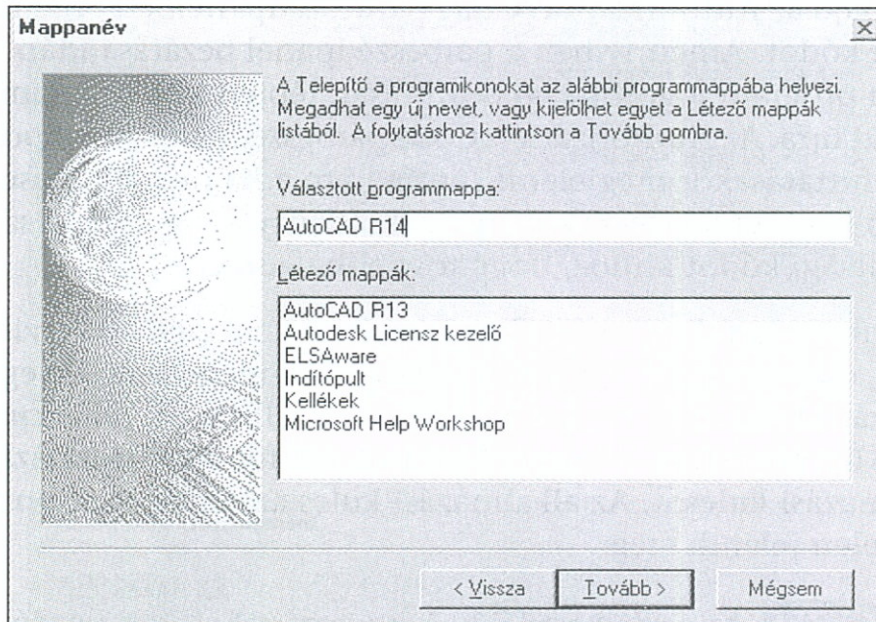 Mappanév
A Telepítő a programikonokat az alábbi programmappába helyezi.
Megadhat egy új nevet, vagy kijelölhet egyet a Létező mappák
listából. A folytatáshoz kattintson a Tovább gombra.
Választott programmappa:
AutoCAD R14
Létező mappák:
AutoCAD R13
Autodesk Licensz kezelő
ELSAware
Indítópult
Kellékek
Microsoft Help Workshop
< Vissza
Tovább >
Mégsem